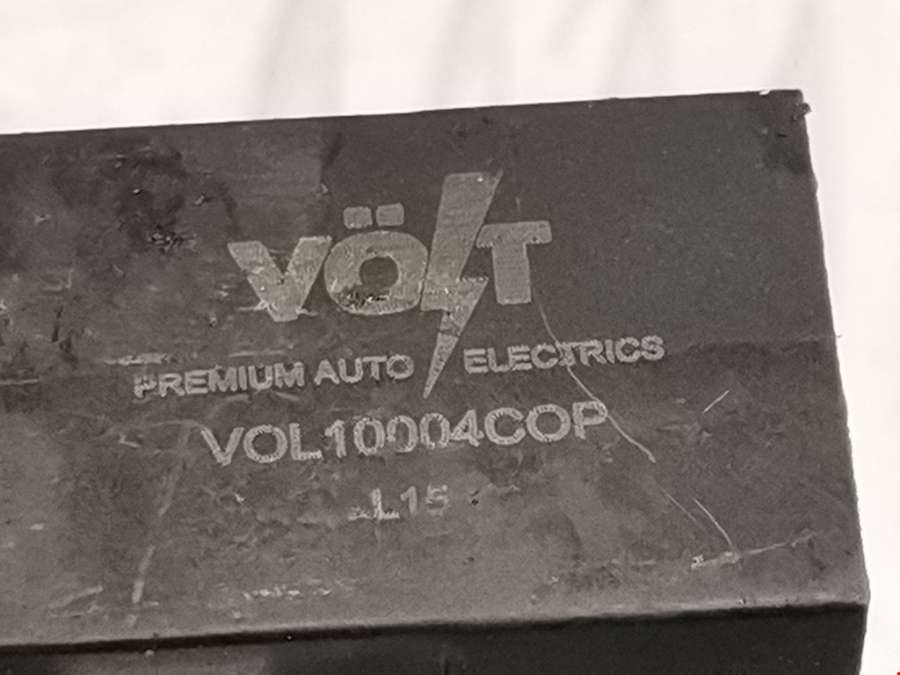 VÖLT
PREMIUM AUTO ELECTRICS
VOL10004COP
L15